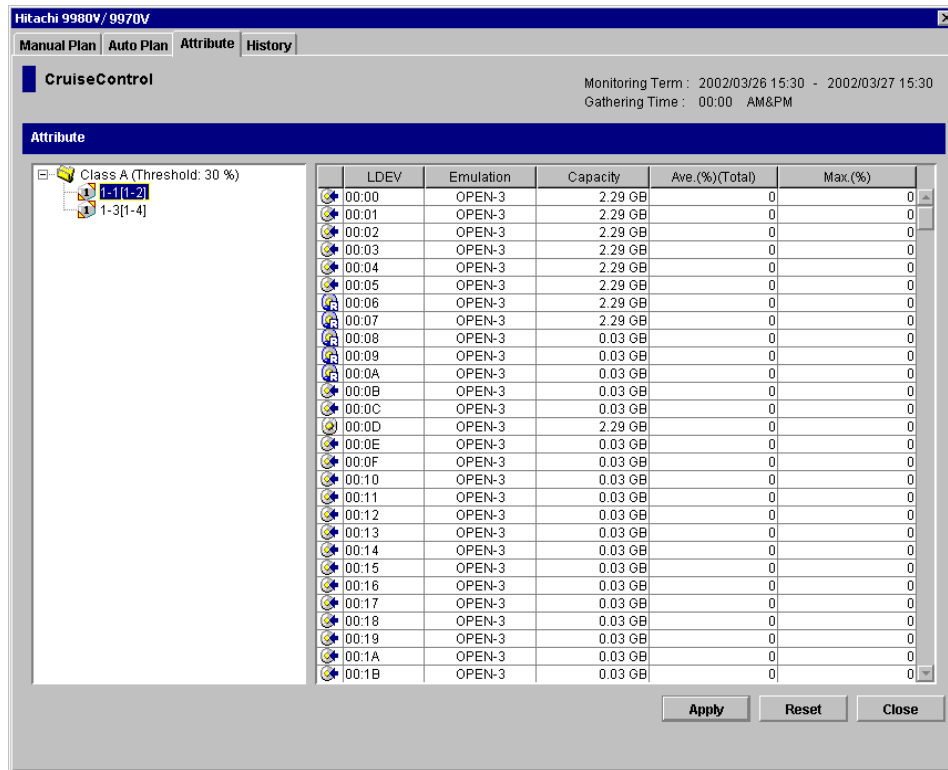 Hitachi 9980V/9970V
Manual Plan Auto Plan Attribute History
CruiseControl
Monitoring Term : 2002/03/26 15:30 - 2002/03/27 15:30
Gathering Time : 00:00 AM&PM
Attribute
Class A (Threshold: 30 %)
1-1[1-2]
1-3[1-4]
LDEV Emulation Capacity Ave.(%)(Total) Max.(%)
00:00 OPEN-3 2.29 GB 0 0
00:01 OPEN-3 2.29 GB 0 0
00:02 OPEN-3 2.29 GB 0 0
00:03 OPEN-3 2.29 GB 0 0
00:04 OPEN-3 2.29 GB 0 0
00:05 OPEN-3 2.29 GB 0 0
00:06 OPEN-3 2.29 GB 0 0
00:07 OPEN-3 2.29 GB 0 0
00:08 OPEN-3 0.03 GB 0 0
00:09 OPEN-3 0.03 GB 0 0
00:0A OPEN-3 0.03 GB 0 0
00:0B OPEN-3 0.03 GB 0 0
00:0C OPEN-3 0.03 GB 0 0
00:0D OPEN-3 2.29 GB 0 0
00:0E OPEN-3 0.03 GB 0 0
00:0F OPEN-3 0.03 GB 0 0
00:10 OPEN-3 0.03 GB 0 0
00:11 OPEN-3 0.03 GB 0 0
00:12 OPEN-3 0.03 GB 0 0
00:13 OPEN-3 0.03 GB 0 0
00:14 OPEN-3 0.03 GB 0 0
00:15 OPEN-3 0.03 GB 0 0
00:16 OPEN-3 0.03 GB 0 0
00:17 OPEN-3 0.03 GB 0 0
00:18 OPEN-3 0.03 GB 0 0
00:19 OPEN-3 0.03 GB 0 0
00:1A OPEN-3 0.03 GB 0 0
00:1B OPEN-3 0.03 GB 0 0
Apply Reset Close